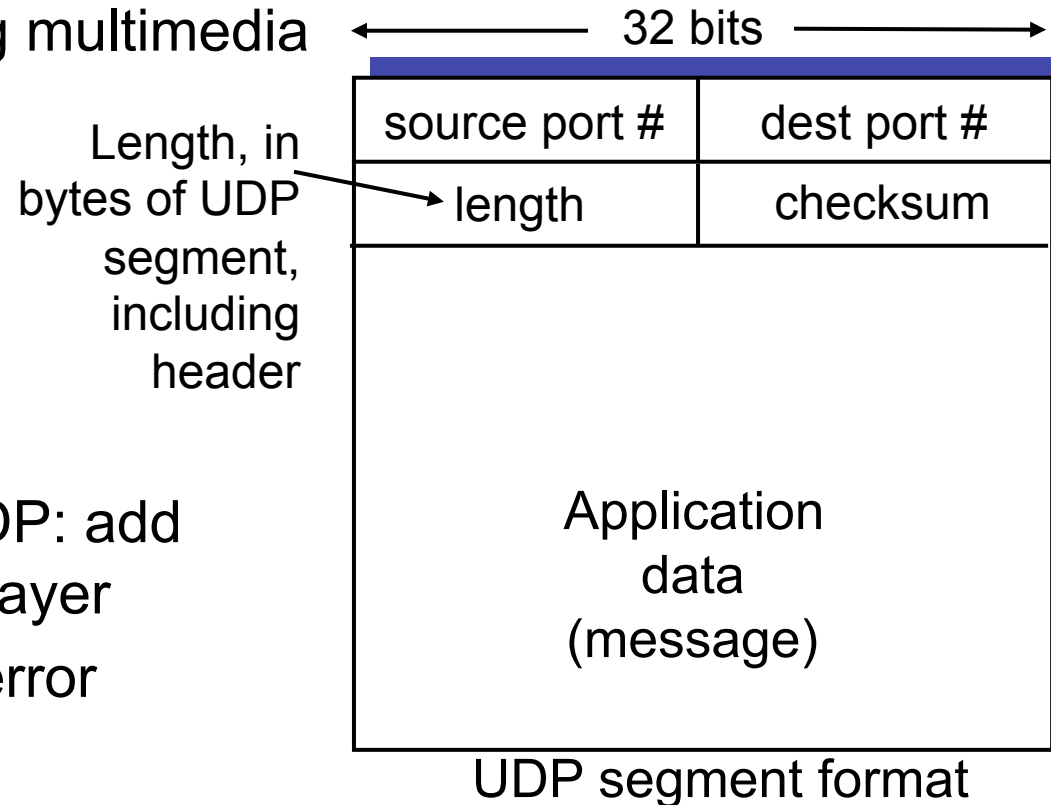 g multimedia
32 bits
source port #
dest port #
Length, in
bytes of UDP
segment,
including
header
length
checksum
Application
data
(message)
DP: add
ayer
error
UDP segment format